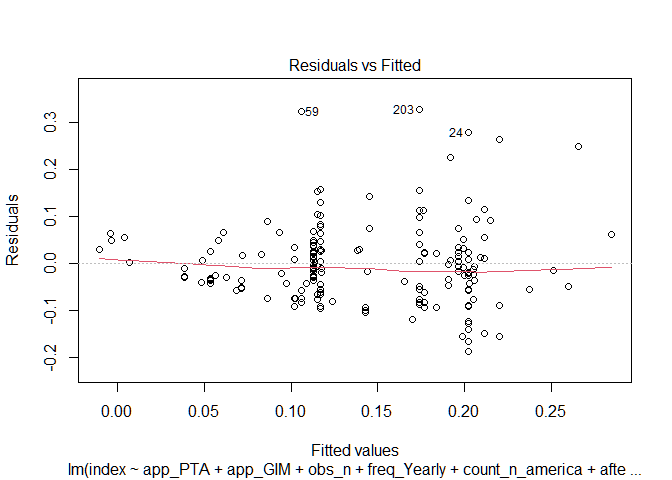 Residuals vs Fitted
Residuals
0.3
0.2
0.1
0.0
-0.1
-0.2
59
203
24
0.00 0.05 0.10 0.15 0.20 0.25
Fitted values
lm(index ~ app_PTA + app_GIM + obs_n + freq_Yearly + count_n_america + afte ...